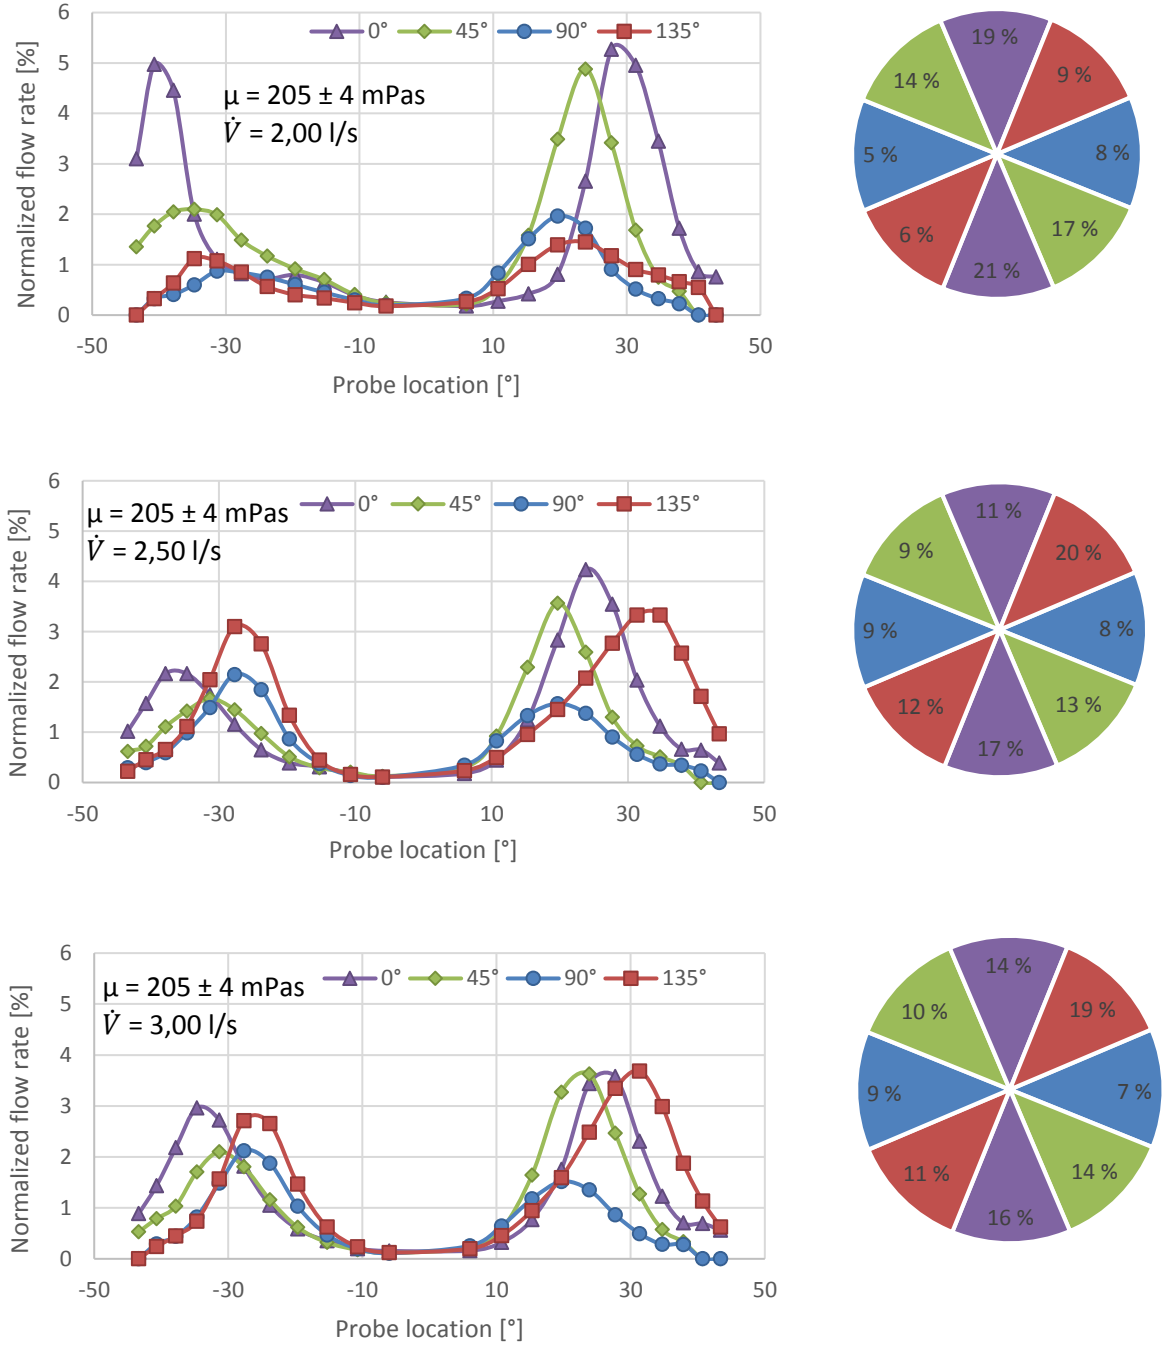 0° 45° 90° 135°
μ = 205 ± 4 mPas
V̇ = 2,00 l/s
Normalized flow rate [%]
6
5
4
3
2
1
0
-50 -30 -10 10 30 50
Probe location [°]
19 %
9 %
8 %
17 %
21 %
6 %
5 %
14 %
0° 45° 90° 135°
μ = 205 ± 4 mPas
V̇ = 2,50 l/s
Normalized flow rate [%]
6
5
4
3
2
1
0
-50 -30 -10 10 30 50
Probe location [°]
11 %
20 %
8 %
13 %
17 %
12 %
9 %
9 %
0° 45° 90° 135°
μ = 205 ± 4 mPas
V̇ = 3,00 l/s
Normalized flow rate [%]
6
5
4
3
2
1
0
-50 -30 -10 10 30 50
Probe location [°]
14 %
19 %
7 %
14 %
16 %
11 %
9 %
10 %